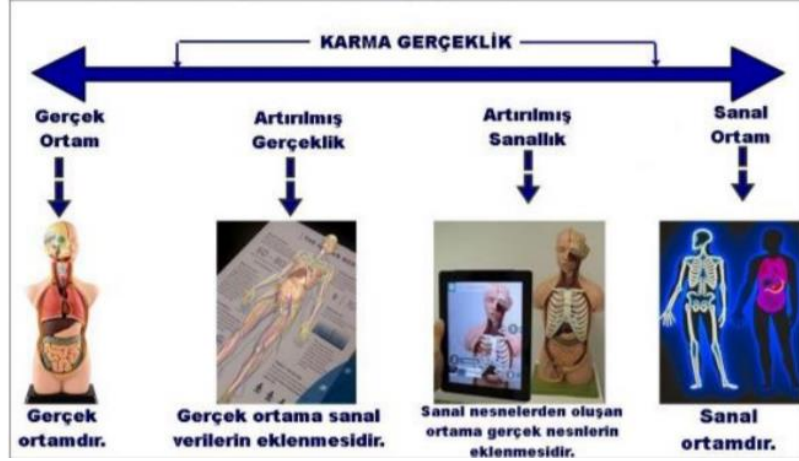 KARMA GERÇEKLİK
Gerçek
Ortam
Artırılmış
Gerçeklik
Artırılmış
Sanallık
Sanal
Ortam
Gerçek
ortamdır.
Gerçek ortama sanal
verilerin eklenmesidir.
Sanal nesnelerden oluşan
ortama gerçek nesnlerin
eklenmesidir.
Sanal
ortamdır.